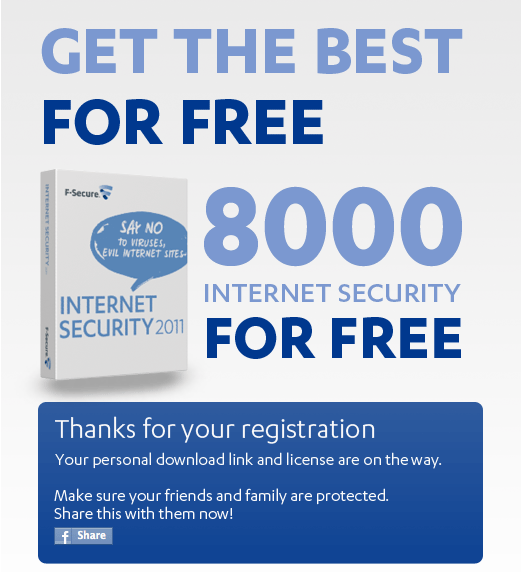 GET THE BEST
FOR FREE
F-Secure.
SAY NO
TO VIRUSES,
EVIL INTERNET SITES
INTERNET
SECURITY 2011
INTERNET SECURITY
F-Secure
8000
INTERNET SECURITY
FOR FREE
Thanks for your registration
Your personal download link and license are on the way.
Make sure your friends and family are protected.
Share this with them now!
f Share